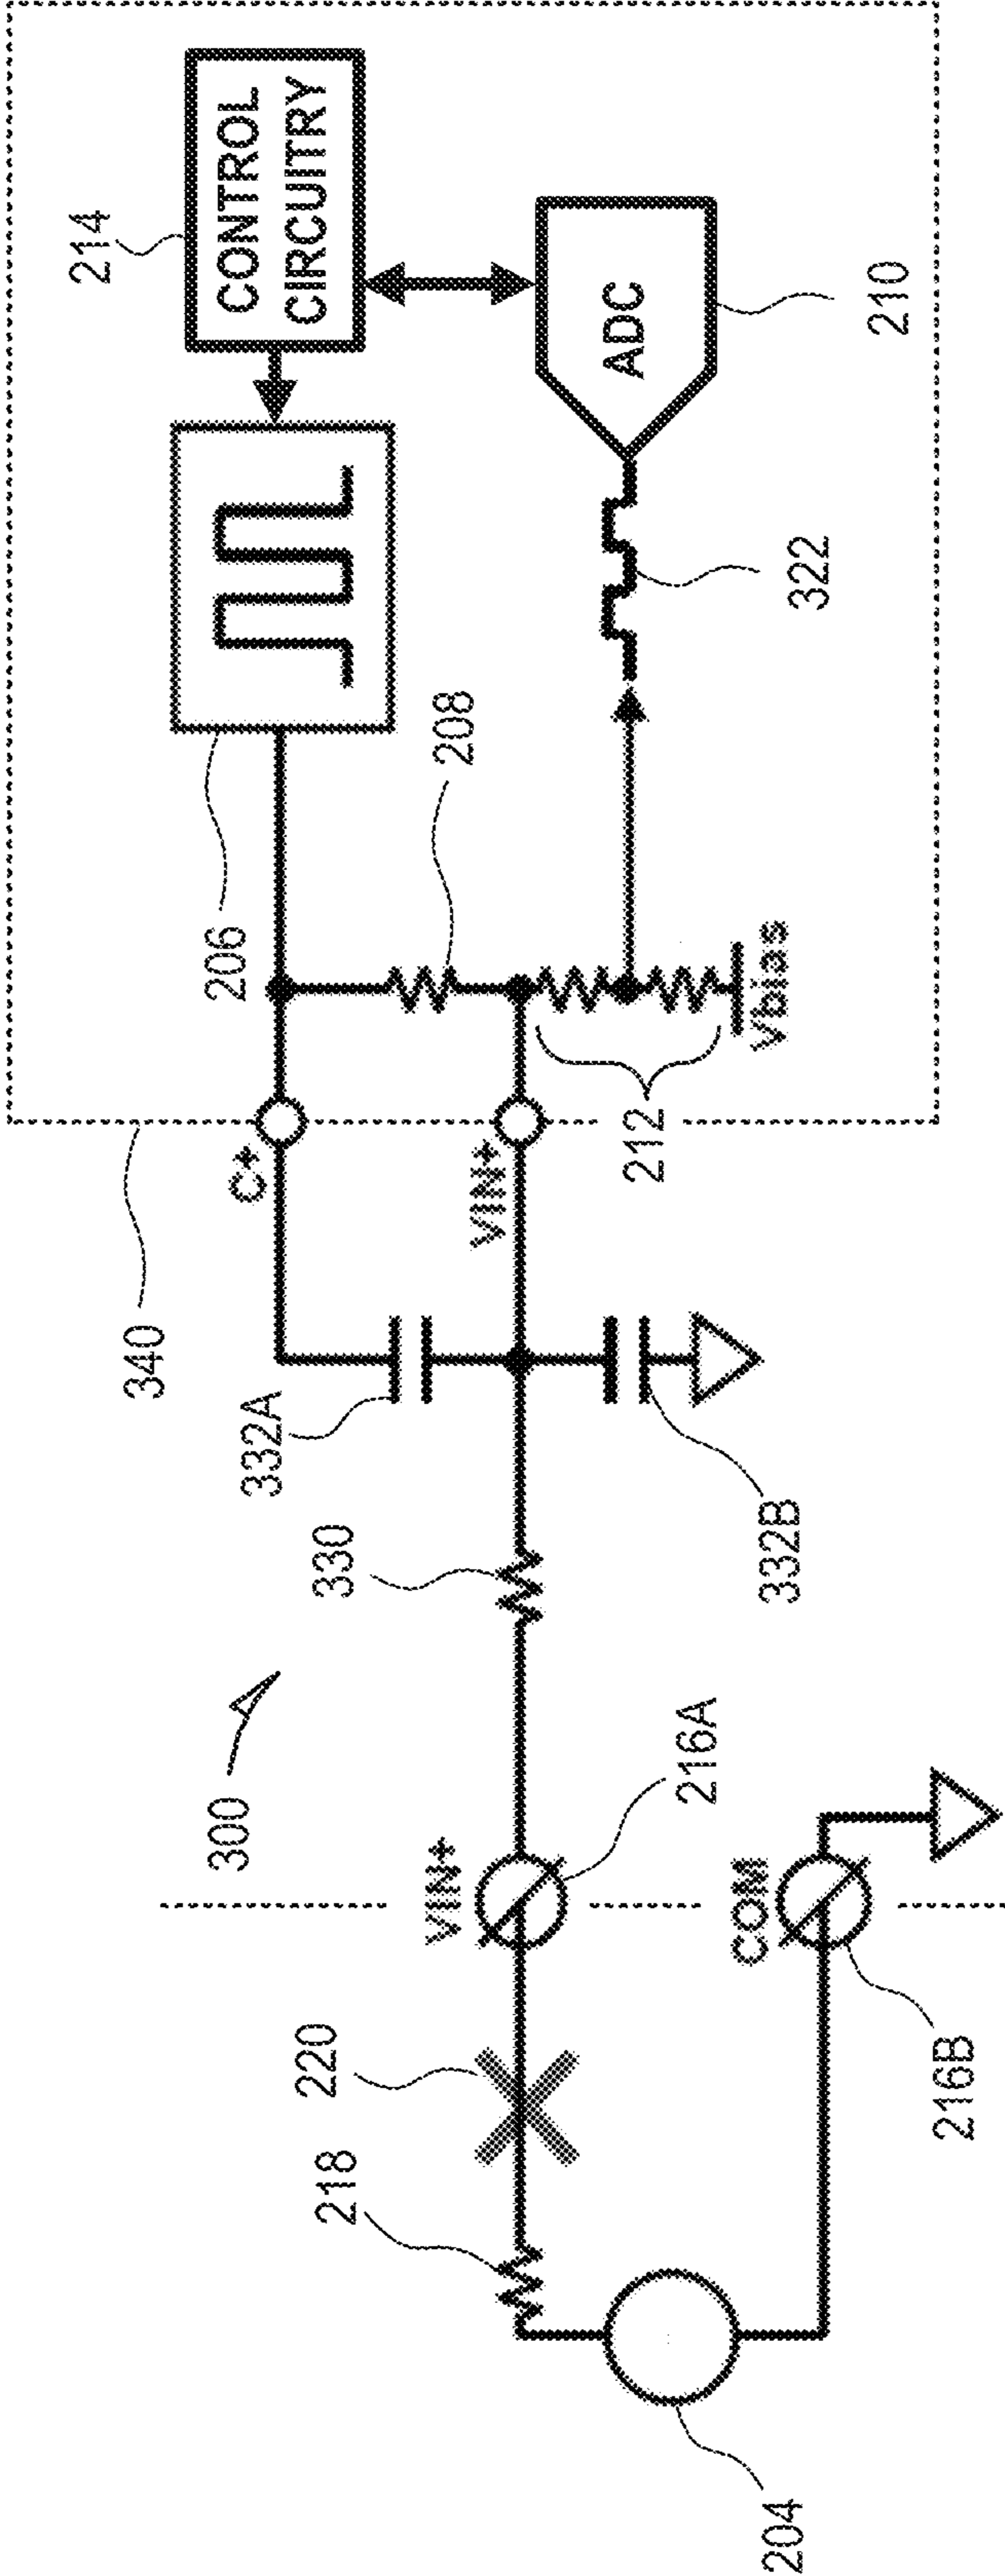 300
340
214
CONTROL
CIRCUITRY
206
C+
208
332A
330
VIN+
VIN+
220
218
212
Vbias
ADC
322
210
332B
216A
COM
216B
204